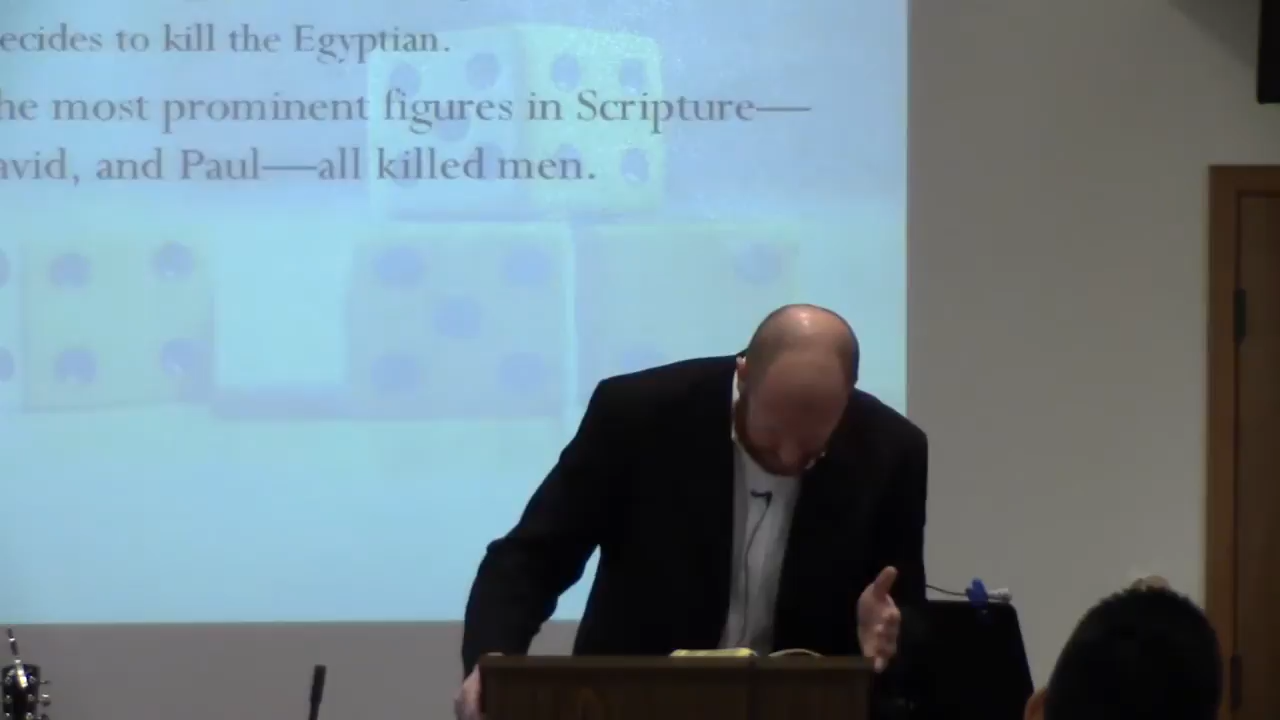 ecides to kill the Egyptian.
he most prominent figures in Scripture—
avid, and Paul—all killed men.